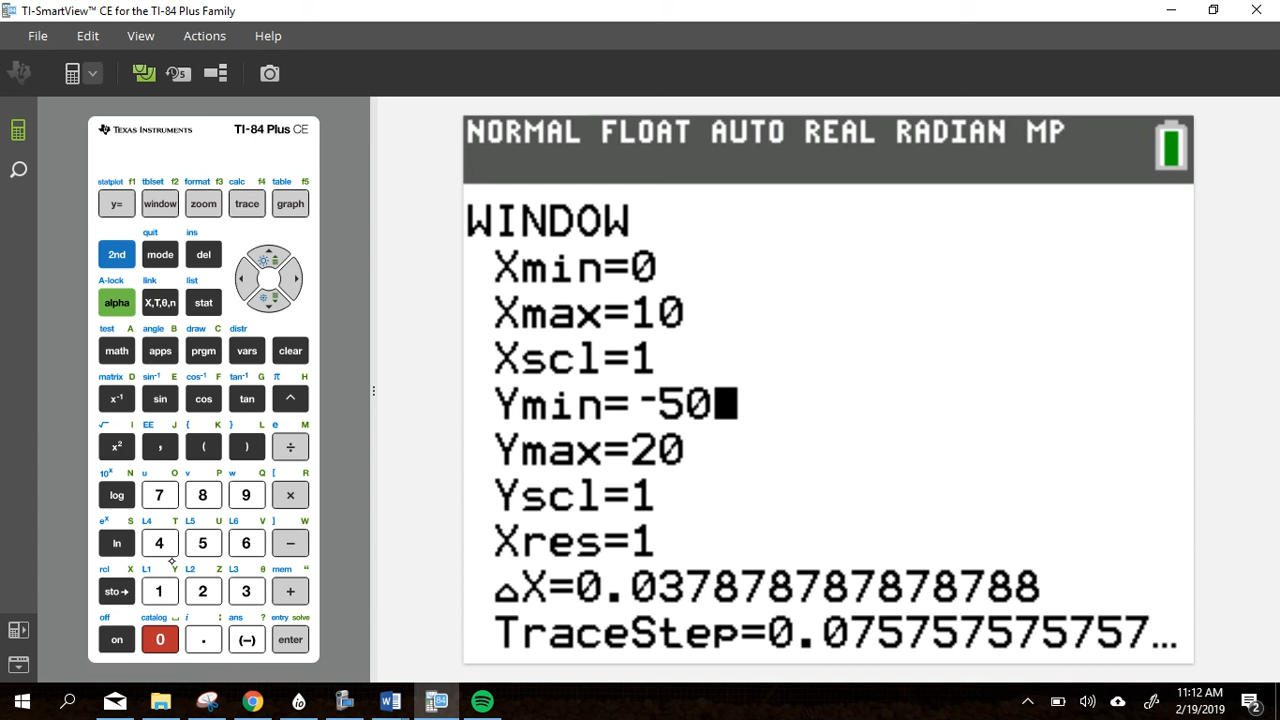 TI-SmartView™ CE for the TI-84 Plus Family
File Edit View Actions Help
TEXAS INSTRUMENTS TI-84 Plus CE
statplot f1 tblset f2 format f3 calc f4 table f5
y= window zoom trace graph
quit ins
2nd mode del
A-lock link list
alpha X,T,θ,n stat
test A angle B draw C distr
math apps prgm vars clear
matrix D sin⁻¹ E cos⁻¹ F tan⁻¹ G π H
x⁻¹ sin cos tan ^
√ I EE J { K } L e M
x² , ( ) ÷
10ˣ N u O v P w Q [ R
log 7 8 9 ×
eˣ S L4 T L5 U L6 V ] W
ln 4 5 6 −
rcl X L1 Y L2 Z L3 θ mem "
sto→ 1 2 3 +
off catalog ⎵ i : ans ? entry solve
on 0 . (−) enter
NORMAL FLOAT AUTO REAL RADIAN MP
WINDOW
Xmin=0
Xmax=10
Xscl=1
Ymin=-50
Ymax=20
Yscl=1
Xres=1
△X=0.037878787878788
TraceStep=0.075757575757...
11:12 AM
2/19/2019
2